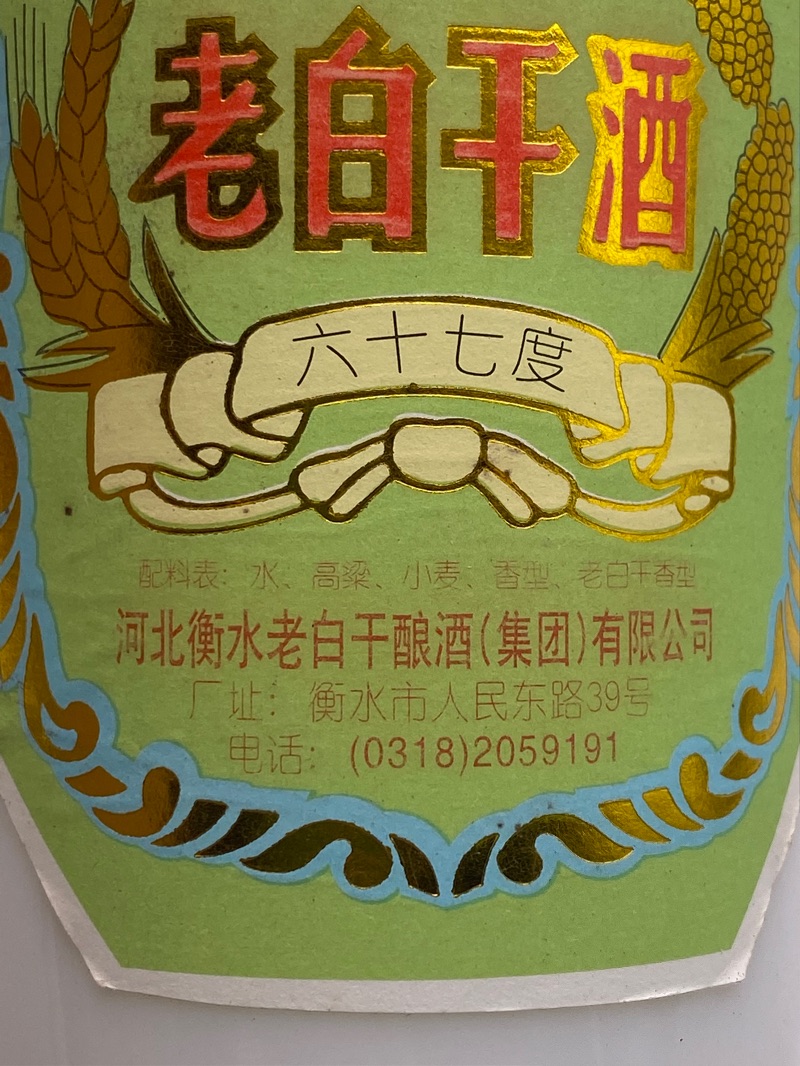 老白干酒
六十七度
配料表：水、高粱、小麦、香型、老白干香型
河北衡水老白干酿酒(集团)有限公司
厂址：衡水市人民东路39号
电话：(0318)2059191